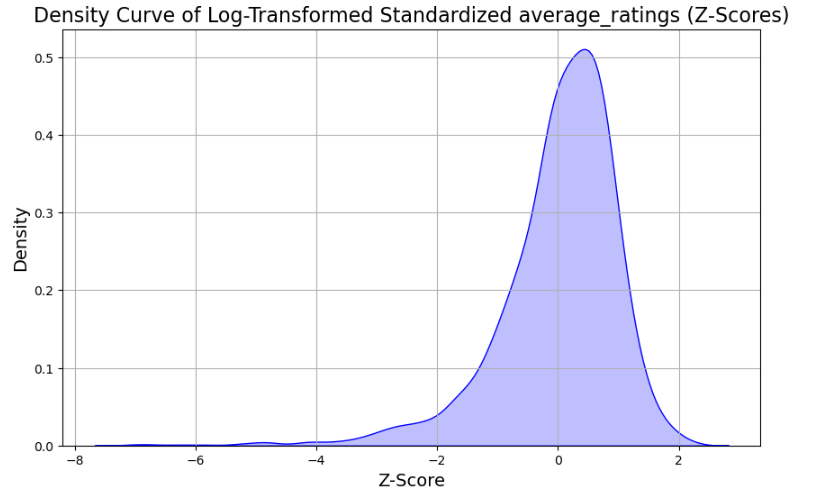 Density Curve of Log-Transformed Standardized average_ratings (Z-Scores)
0.5
0.4
0.3
0.2
0.1
0.0
Density
−8 −6 −4 −2 0 2
Z-Score